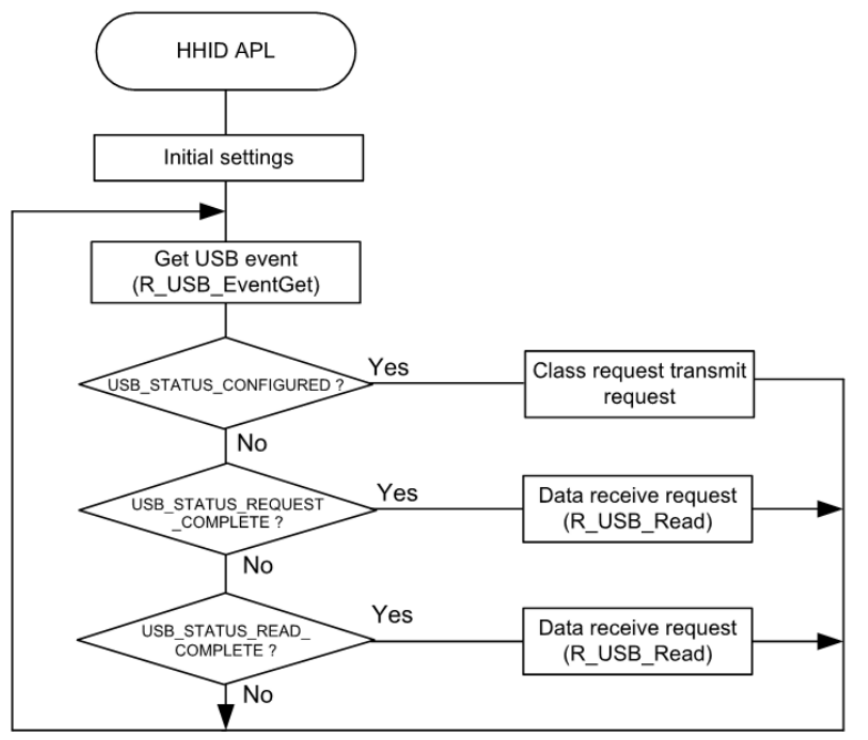 HHID APL
Initial settings
Get USB event
(R_USB_EventGet)
USB_STATUS_CONFIGURED ?
Yes
Class request transmit
request
No
USB_STATUS_REQUEST
_COMPLETE ?
Yes
Data receive request
(R_USB_Read)
No
USB_STATUS_READ_
COMPLETE ?
Yes
Data receive request
(R_USB_Read)
No